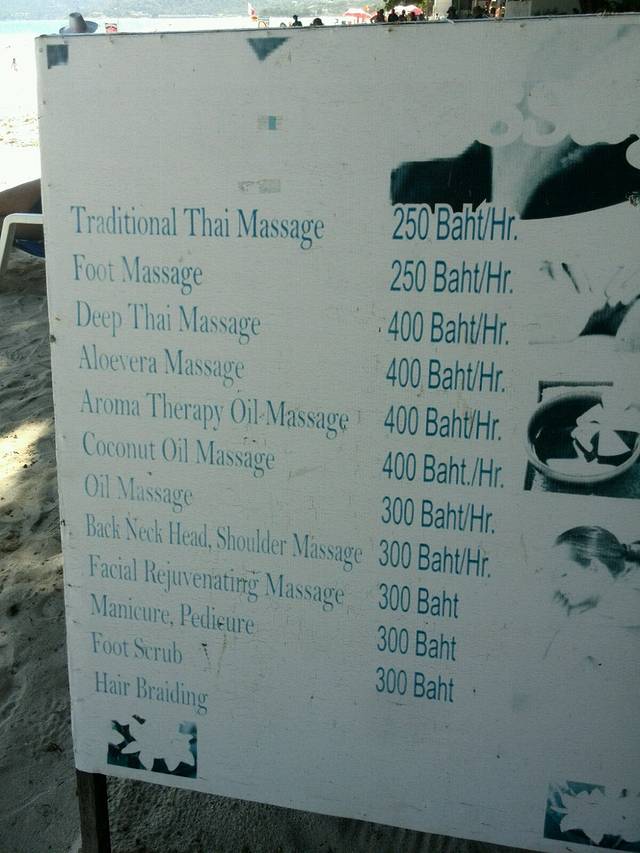 Traditional Thai Massage 250 Baht/Hr.
Foot Massage 250 Baht/Hr.
Deep Thai Massage 400 Baht/Hr.
Aloevera Massage 400 Baht/Hr.
Aroma Therapy Oil Massage 400 Baht/Hr.
Coconut Oil Massage 400 Baht./Hr.
Oil Massage 300 Baht/Hr.
Back Neck Head, Shoulder Massage 300 Baht/Hr.
Facial Rejuvenating Massage 300 Baht
Manicure, Pedicure 300 Baht
Foot Scrub 300 Baht
Hair Braiding